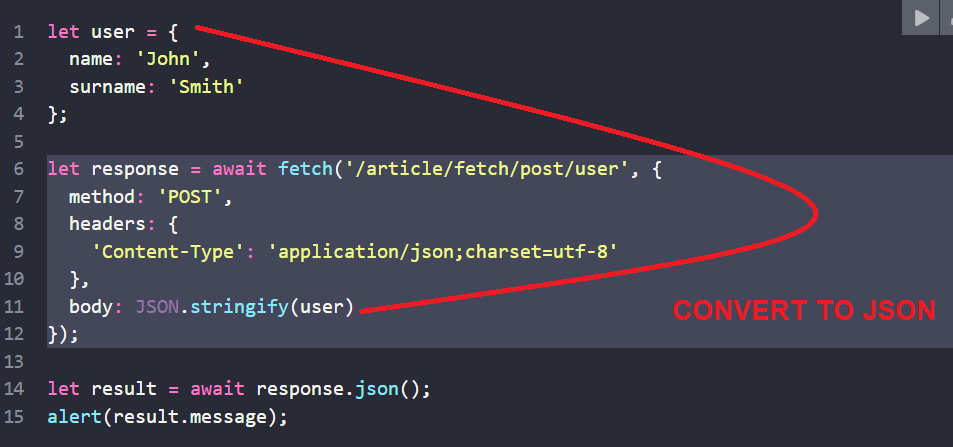 1 let user = {
2   name: 'John',
3   surname: 'Smith'
4 };
5
6 let response = await fetch('/article/fetch/post/user', {
7   method: 'POST',
8   headers: {
9     'Content-Type': 'application/json;charset=utf-8'
10   },
11   body: JSON.stringify(user)
CONVERT TO JSON
12 });
13
14 let result = await response.json();
15 alert(result.message);